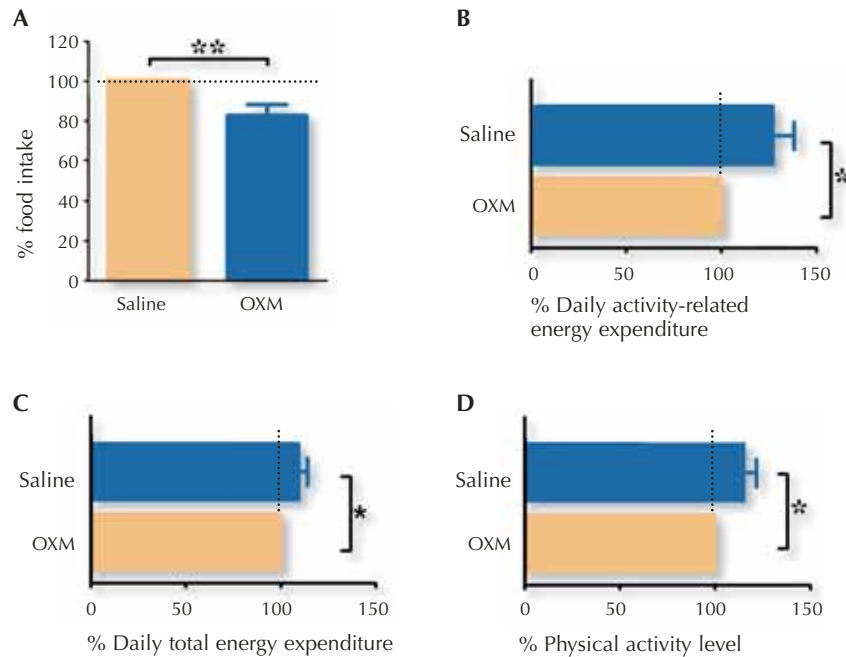 A
120
100
80
60
40
20
0
% food intake
**
Saline OXM
B
Saline
OXM
*
0 50 100 150
% Daily activity-related
energy expenditure
C
Saline
OXM
*
0 50 100 150
% Daily total energy expenditure
D
Saline
OXM
*
0 50 100 150
% Physical activity level